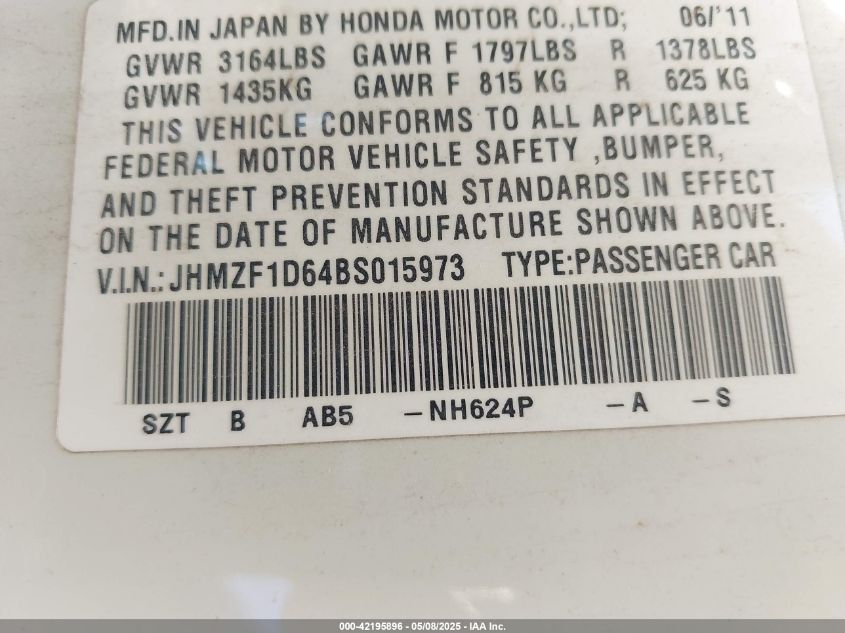 MFD.IN JAPAN BY HONDA MOTOR CO.,LTD; 06/'11
GVWR 3164LBS GAWR F 1797LBS R 1378LBS
GVWR 1435KG GAWR F 815 KG R 625 KG
THIS VEHICLE CONFORMS TO ALL APPLICABLE
FEDERAL MOTOR VEHICLE SAFETY ,BUMPER,
AND THEFT PREVENTION STANDARDS IN EFFECT
ON THE DATE OF MANUFACTURE SHOWN ABOVE.
V.I.N.: JHMZF1D64BS015973 TYPE:PASSENGER CAR
SZT B AB5 -NH624P -A -S
000-42195896 - 05/08/2025 - IAA Inc.